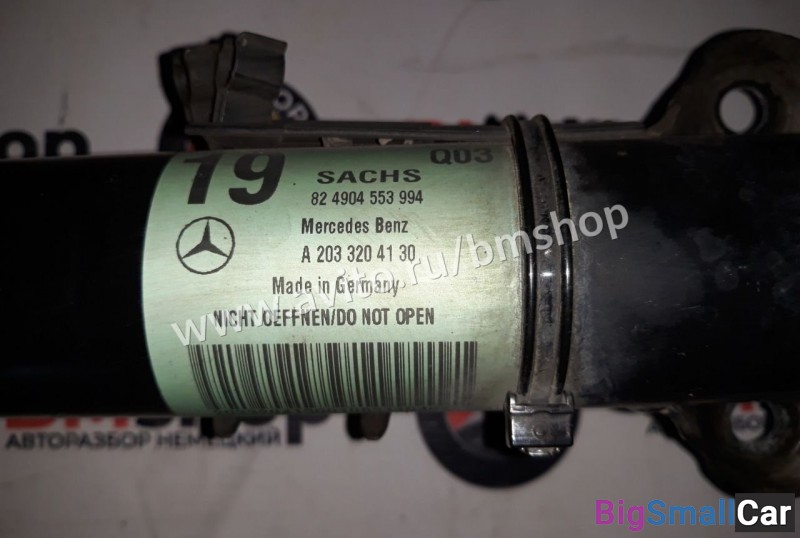 19
Q03
SACHS
82 4904 553 994
Mercedes Benz
A 203 320 41 30
Made in Germany
NICHT OEFFNEN/DO NOT OPEN
www.avito.ru/bmshop
АВТОРАЗБОР НЕМЕЦКИЙ
BigSmallCar